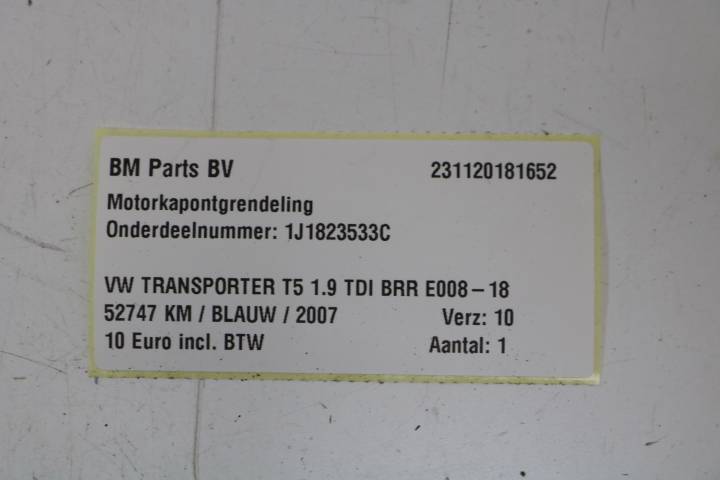 BM Parts BV 231120181652
Motorkapontgrendeling
Onderdeelnummer: 1J1823533C
VW TRANSPORTER T5 1.9 TDI BRR E008-18
52747 KM / BLAUW / 2007 Verz: 10
10 Euro incl. BTW Aantal: 1